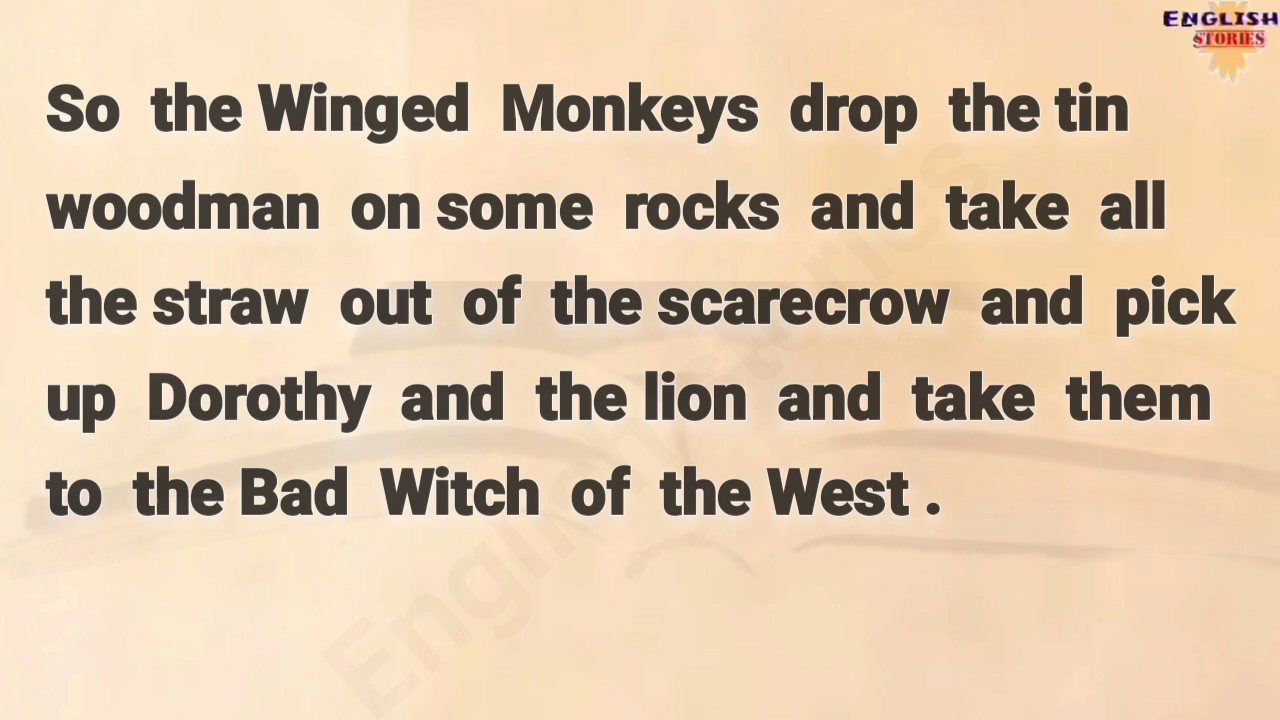 ENGLISH
STORIES
So the Winged Monkeys drop the tin
woodman on some rocks and take all
the straw out of the scarecrow and pick
up Dorothy and the lion and take them
to the Bad Witch of the West .
English Stories